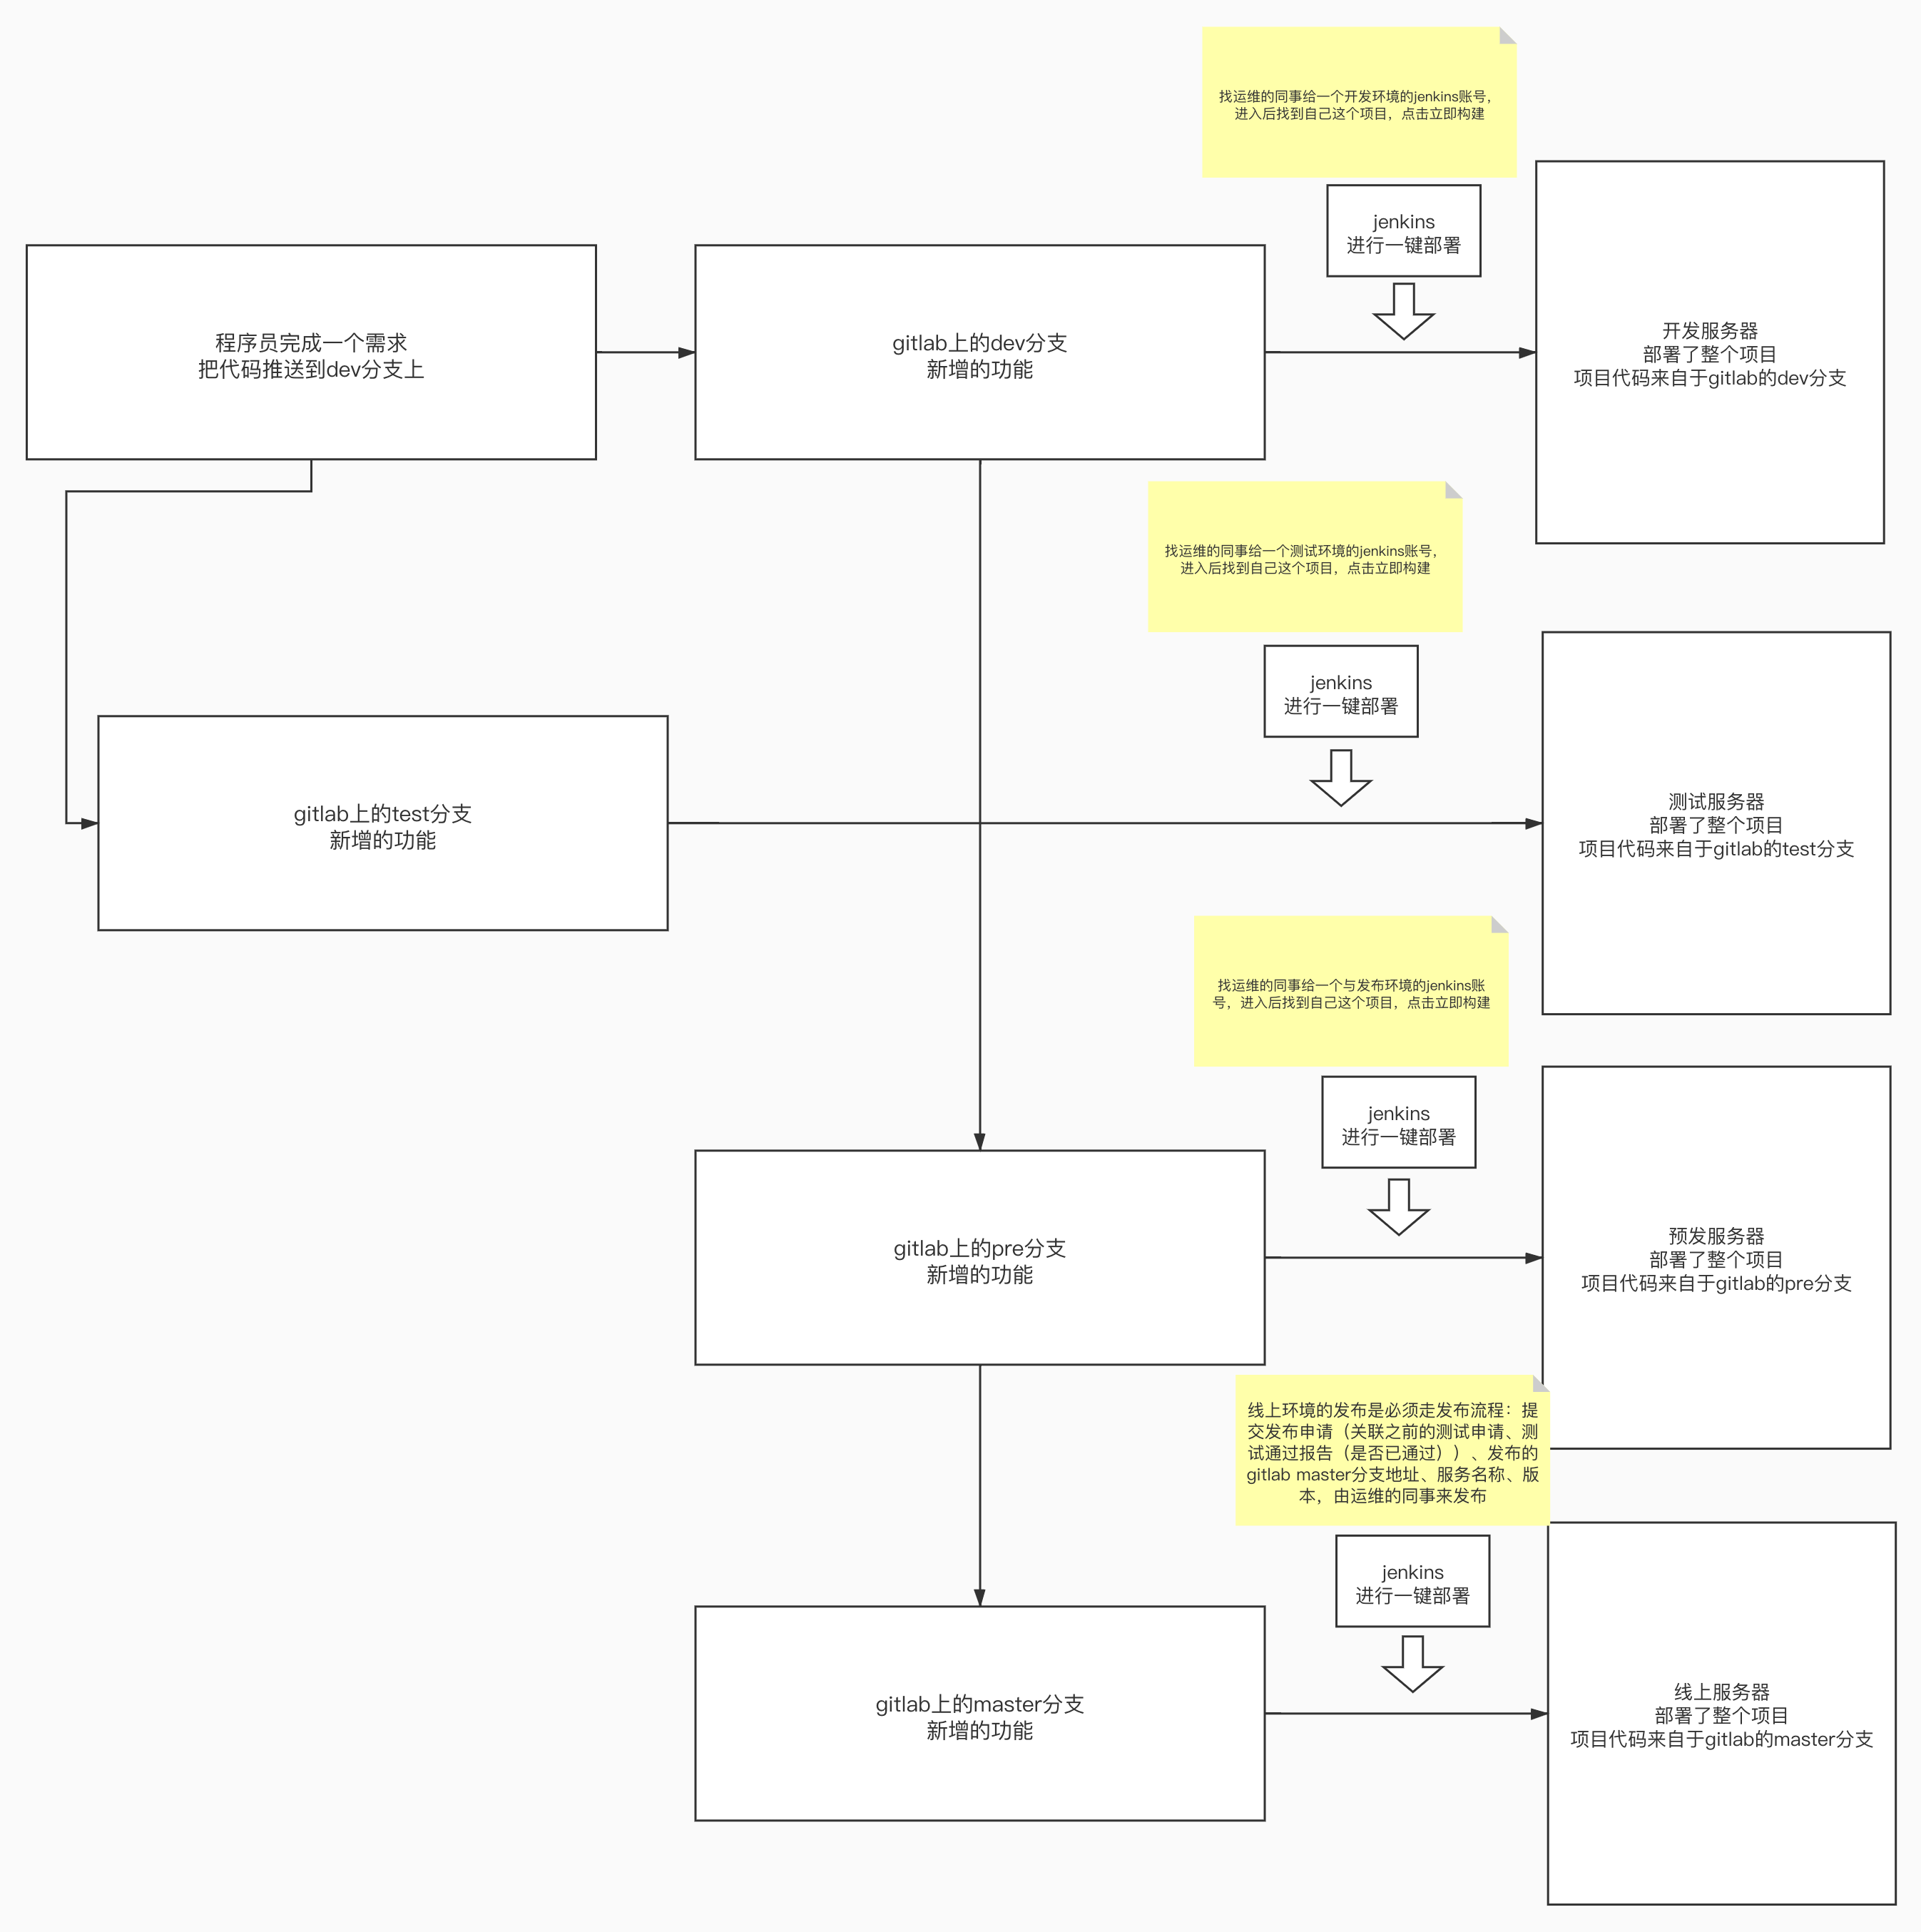 找运维的同事给一个开发环境的jenkins账号，
进入后找到自己这个项目，点击立即构建
jenkins
进行一键部署
程序员完成一个需求
把代码推送到dev分支上
gitlab上的dev分支
新增的功能
开发服务器
部署了整个项目
项目代码来自于gitlab的dev分支
找运维的同事给一个测试环境的jenkins账号，
进入后找到自己这个项目，点击立即构建
jenkins
进行一键部署
gitlab上的test分支
新增的功能
测试服务器
部署了整个项目
项目代码来自于gitlab的test分支
找运维的同事给一个与发布环境的jenkins账
号，进入后找到自己这个项目，点击立即构建
jenkins
进行一键部署
gitlab上的pre分支
新增的功能
预发服务器
部署了整个项目
项目代码来自于gitlab的pre分支
线上环境的发布是必须走发布流程：提
交发布申请（关联之前的测试申请、测
试通过报告（是否已通过））、发布的
gitlab master分支地址、服务名称、版
本，由运维的同事来发布
jenkins
进行一键部署
gitlab上的master分支
新增的功能
线上服务器
部署了整个项目
项目代码来自于gitlab的master分支